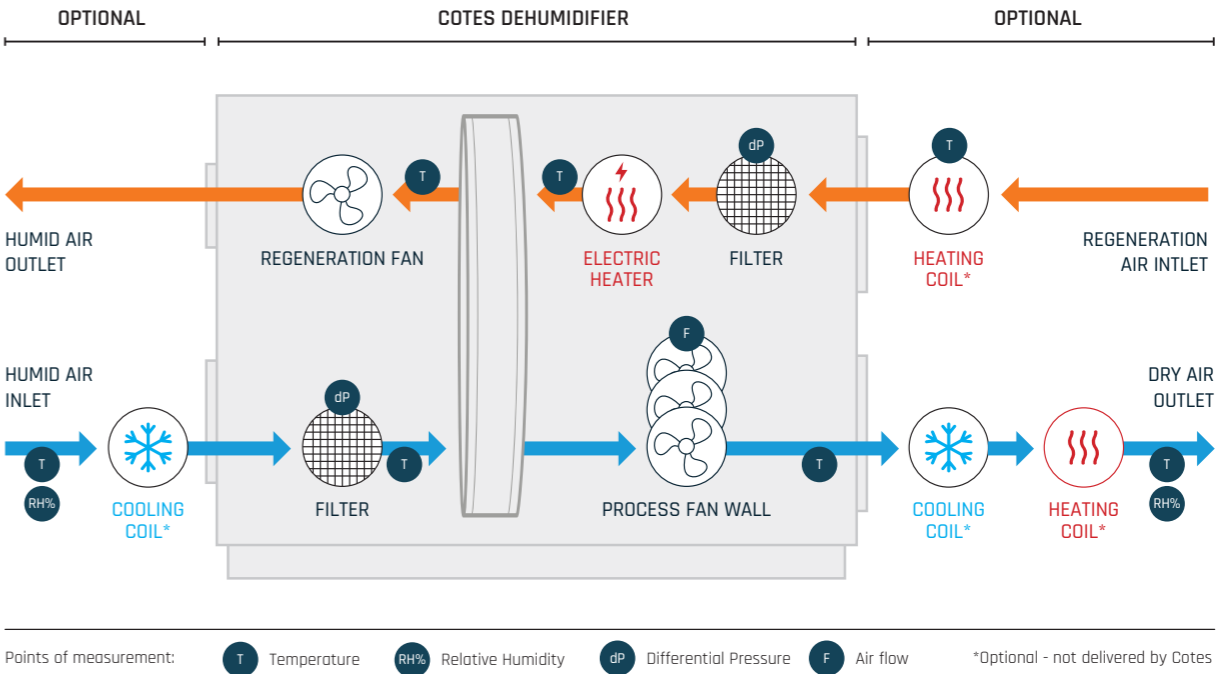 OPTIONAL
COTES DEHUMIDIFIER
OPTIONAL
dP
T
T
T
HUMID AIR
OUTLET
REGENERATION FAN
ELECTRIC
HEATER
FILTER
HEATING
COIL*
REGENERATION
AIR INTLET
F
HUMID AIR
INLET
dP
DRY AIR
OUTLET
T
RH%
T
T
T
RH%
COOLING
COIL*
FILTER
PROCESS FAN WALL
COOLING
COIL*
HEATING
COIL*
Points of measurement:
T Temperature
RH% Relative Humidity
dP Differential Pressure
F Air flow
*Optional - not delivered by Cotes